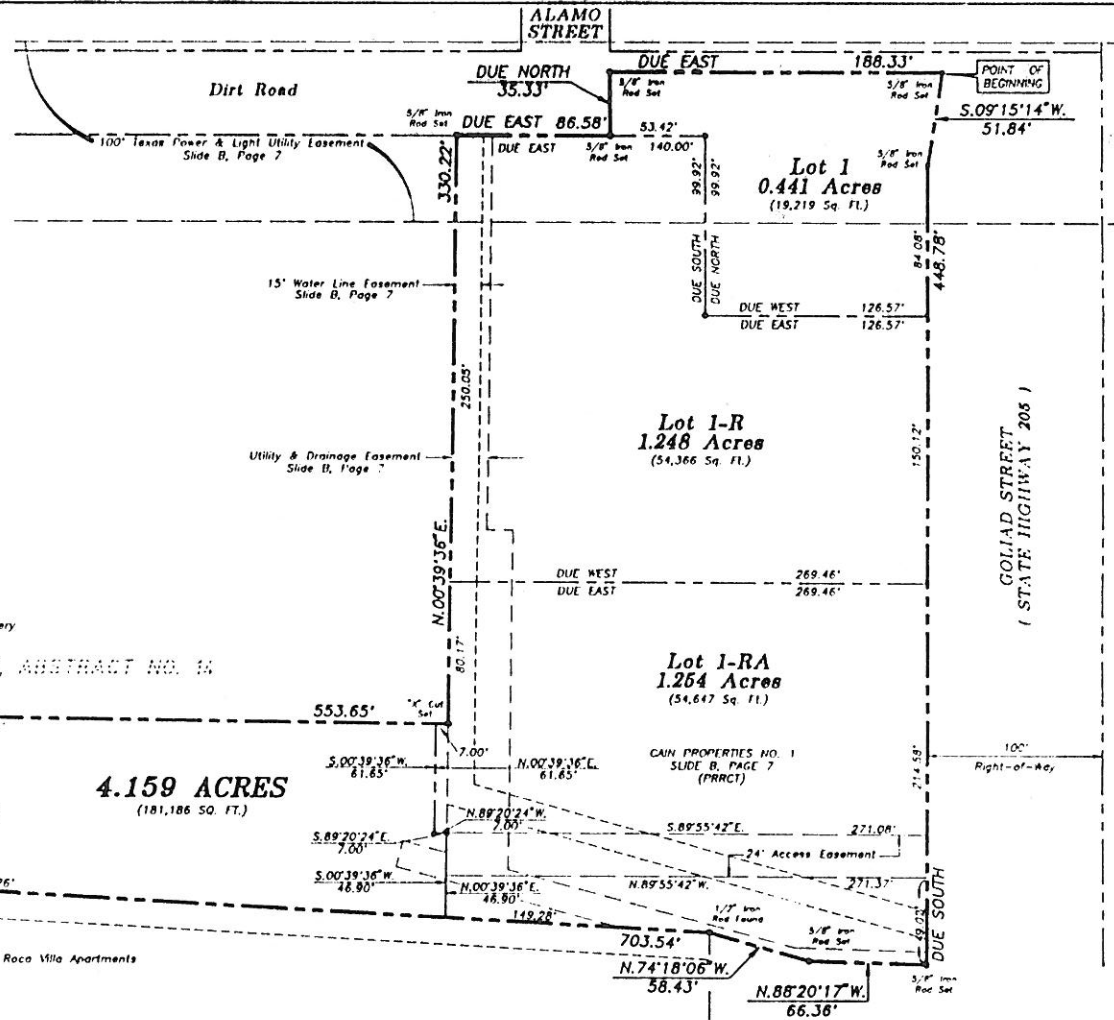 ALAMO
STREET
DUE NORTH
35.33'
DUE EAST
188.33'
5/8" Iron
Rod Set
5/8" Iron
Rod Set
POINT OF
BEGINNING
Dirt Road
S.09°15'14"W.
51.84'
5/8" Iron
Rod Set
DUE EAST 86.58'
DUE EAST
53.42'
140.00'
5/8" Iron
Rod Set
5/8" Iron
Rod Set
100' Texas Power & Light Utility Easement
Slide B, Page 7
330.22'
99.92'
99.92'
Lot 1
0.441 Acres
(19,219 Sq. Ft.)
DUE SOUTH
DUE NORTH
84.08'
448.78'
15' Water Line Easement
Slide B, Page 7
DUE WEST
126.57'
DUE EAST
126.57'
250.05'
Lot 1-R
1.248 Acres
(54,366 Sq. Ft.)
150.12'
Utility & Drainage Easement
Slide B, Page 7
GOLIAD STREET
( STATE HIGHWAY 205 )
N.00°39'36"E.
DUE WEST
269.46'
DUE EAST
269.46'
ery
, ABSTRACT NO. 14
80.17'
Lot 1-RA
1.254 Acres
(54,647 Sq. Ft.)
553.65'
"X" Cut
Set
7.00'
S.00°39'36"W.
61.65'
N.00°39'36"E.
61.65'
CAIN PROPERTIES NO. 1
SLIDE B, PAGE 7
(PRRCT)
214.58'
100'
Right-of-Way
4.159 ACRES
(181,186 SQ. FT.)
N.89°20'24"W.
7.00'
S.89°20'24"E.
7.00'
S.89°55'42"E.
271.08'
24' Access Easement
S.00°39'36"W.
46.90'
N.00°39'36"E.
46.90'
N.89°55'42"W.
271.37'
26'
149.28'
1/2" Iron
Rod Found
5/8" Iron
Rod Set
DUE SOUTH
703.54'
Roca Villa Apartments
N.74°18'06"W.
58.43'
N.88°20'17"W.
66.36'
5/8" Iron
Rod Set